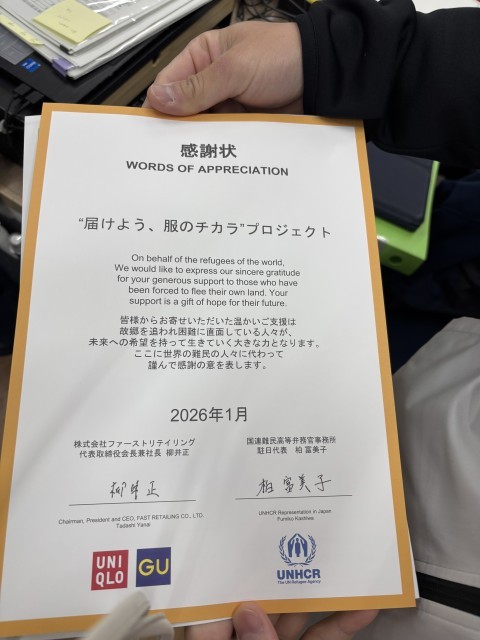 感謝状
WORDS OF APPRECIATION
“届けよう、服のチカラ”プロジェクト
On behalf of the refugees of the world,
We would like to express our sincere gratitude
for your generous support to those who have
been forced to flee their own land. Your
support is a gift of hope for their future.
皆様からお寄せいただいた温かいご支援は
故郷を追われ困難に直面している人々が、
未来への希望を持って生きていく大きな力となります。
ここに世界の難民の人々に代わって
謹んで感謝の意を表します。
2026年1月
株式会社ファーストリテイリング
代表取締役会長兼社長 柳井正
柳井正
Chairman, President and CEO, FAST RETAILING CO., LTD.
Tadashi Yanai
国連難民高等弁務官事務所
駐日代表 柏 富美子
柏富美子
UNHCR Representation in Japan
Fumiko Kashiwa
UNI
QLO
GU
UNHCR
The UN Refugee Agency